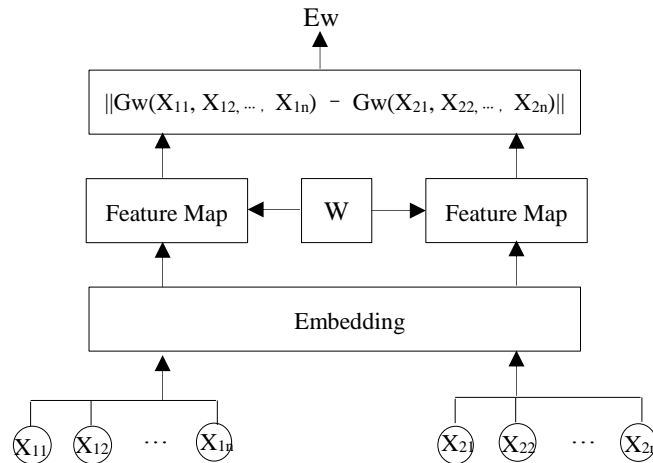 Ew
||Gw(X₁₁, X₁₂, ..., X₁ₙ) - Gw(X₂₁, X₂₂, ..., X₂ₙ)||
Feature Map W Feature Map
Embedding
X₁₁ X₁₂ ... X₁ₙ X₂₁ X₂₂ ... X₂ₙ